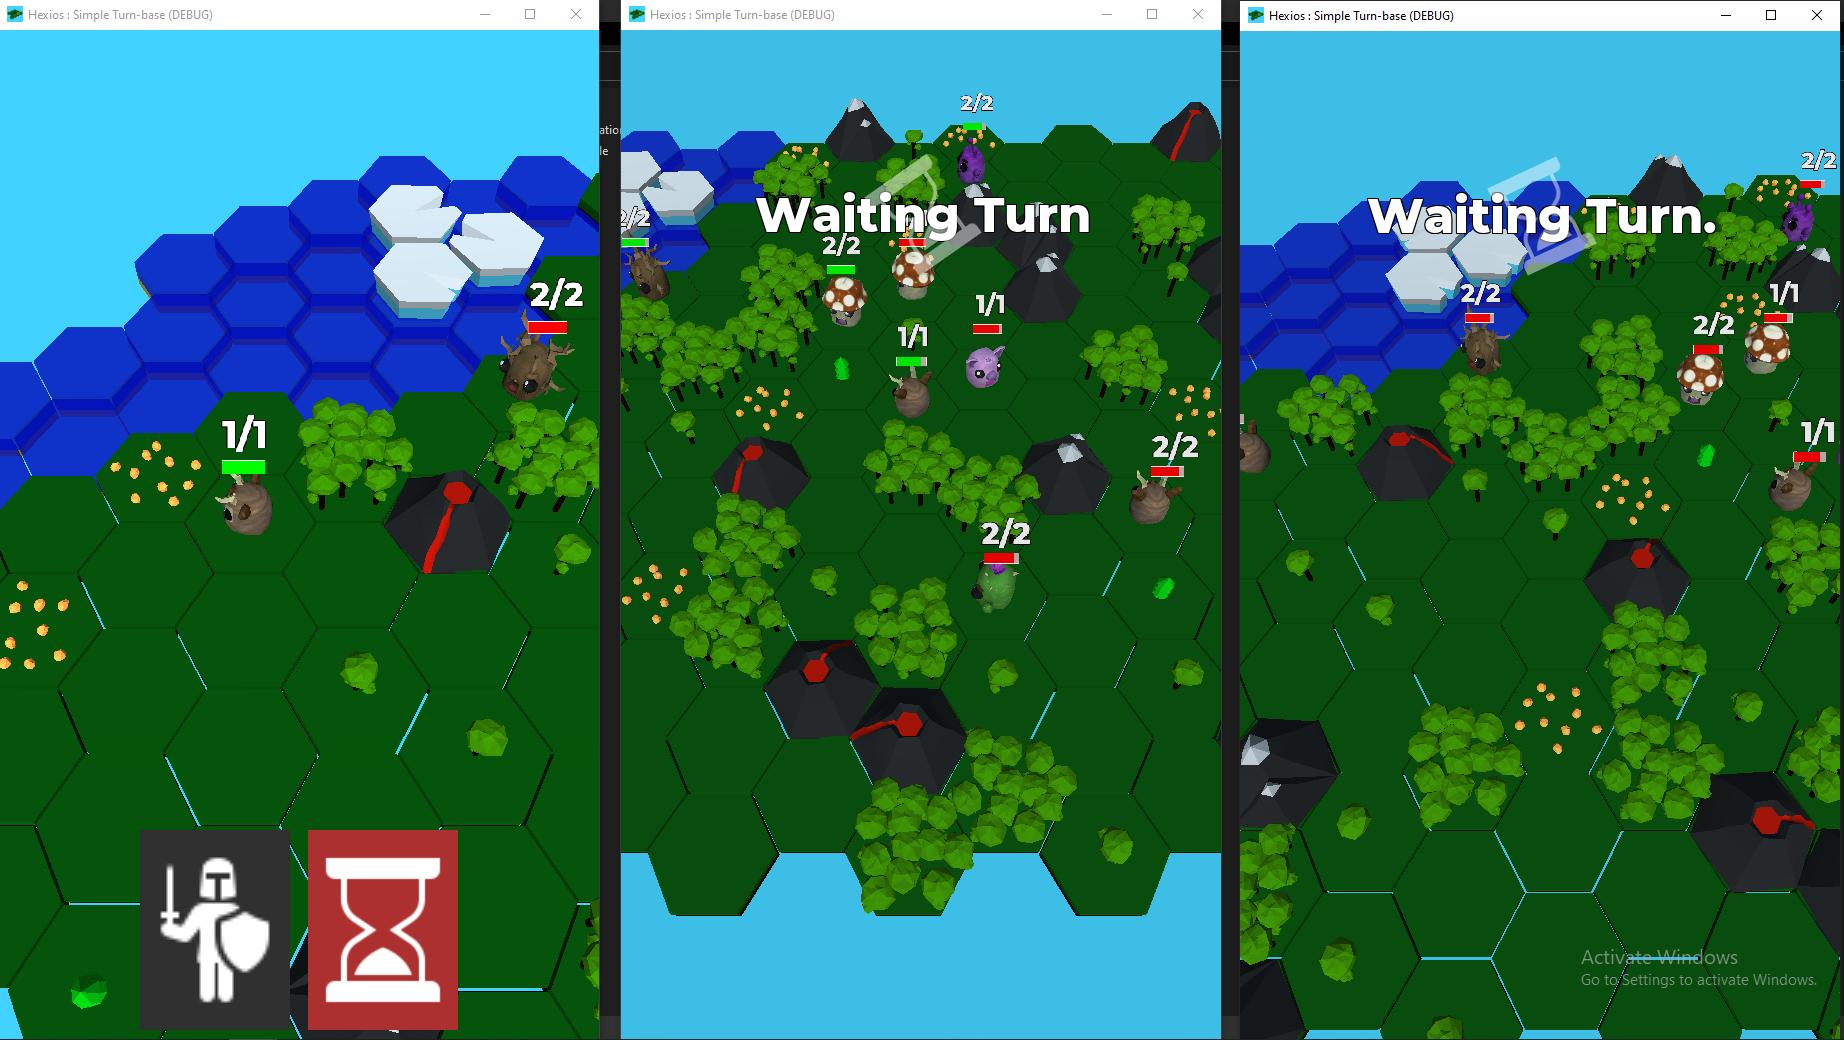 Hexios : Simple Turn-base (DEBUG)
2/2
1/1
Hexios : Simple Turn-base (DEBUG)
2/2
Waiting Turn
2/2
2/2
1/1
1/1
2/2
2/2
Hexios : Simple Turn-base (DEBUG)
2/2
Waiting Turn.
2/2
1/1
2/2
1/1
Activate Windows
Go to Settings to activate Windows.